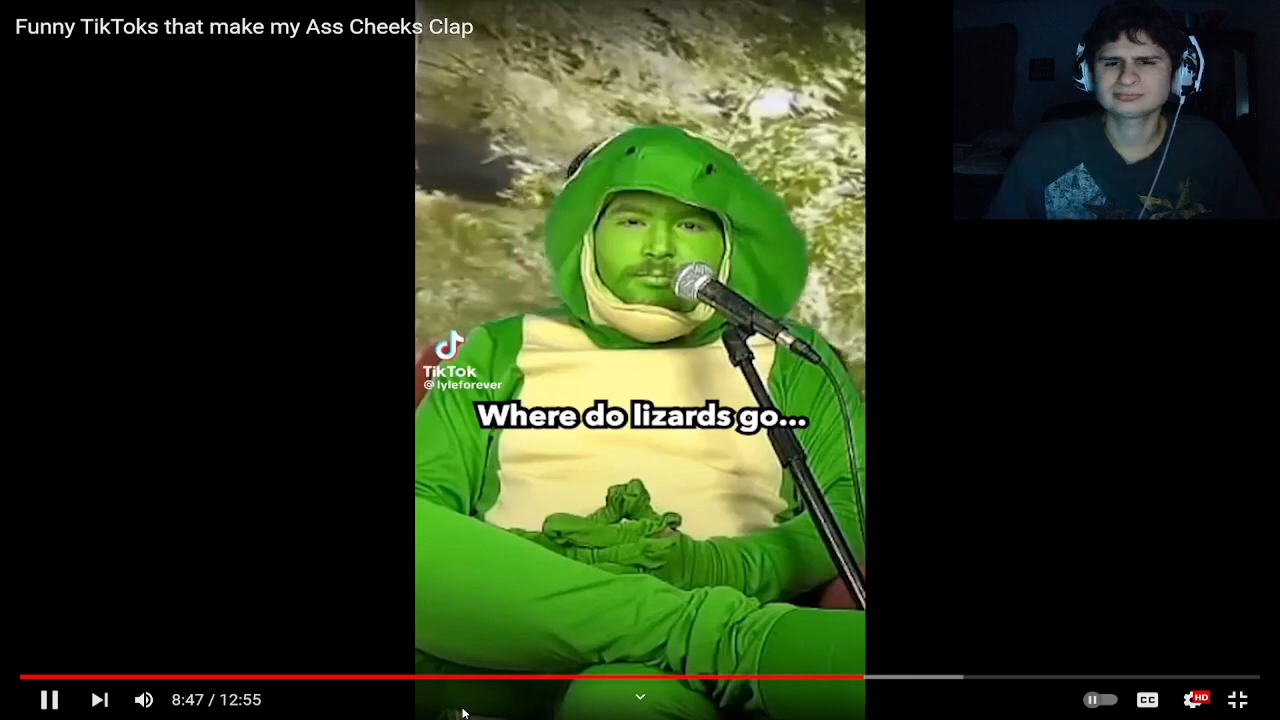 Funny TikToks that make my Ass Cheeks Clap
TikTok
@lyleforever
Where do lizards go...
8:47 / 12:55
CC
HD